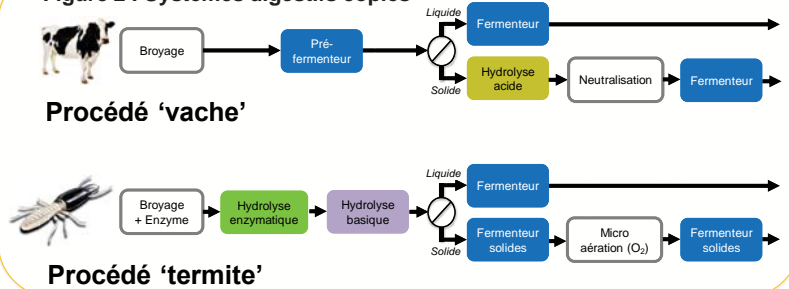 Figure 2 : Systèmes digestifs copiés
Broyage
Pré-
fermenteur
Liquide
Fermenteur
Solide
Hydrolyse
acide
Neutralisation
Fermenteur
Procédé ‘vache’
Broyage
+ Enzyme
Hydrolyse
enzymatique
Hydrolyse
basique
Liquide
Fermenteur
Solide
Fermenteur
solides
Micro
aération (O₂)
Fermenteur
solides
Procédé ‘termite’